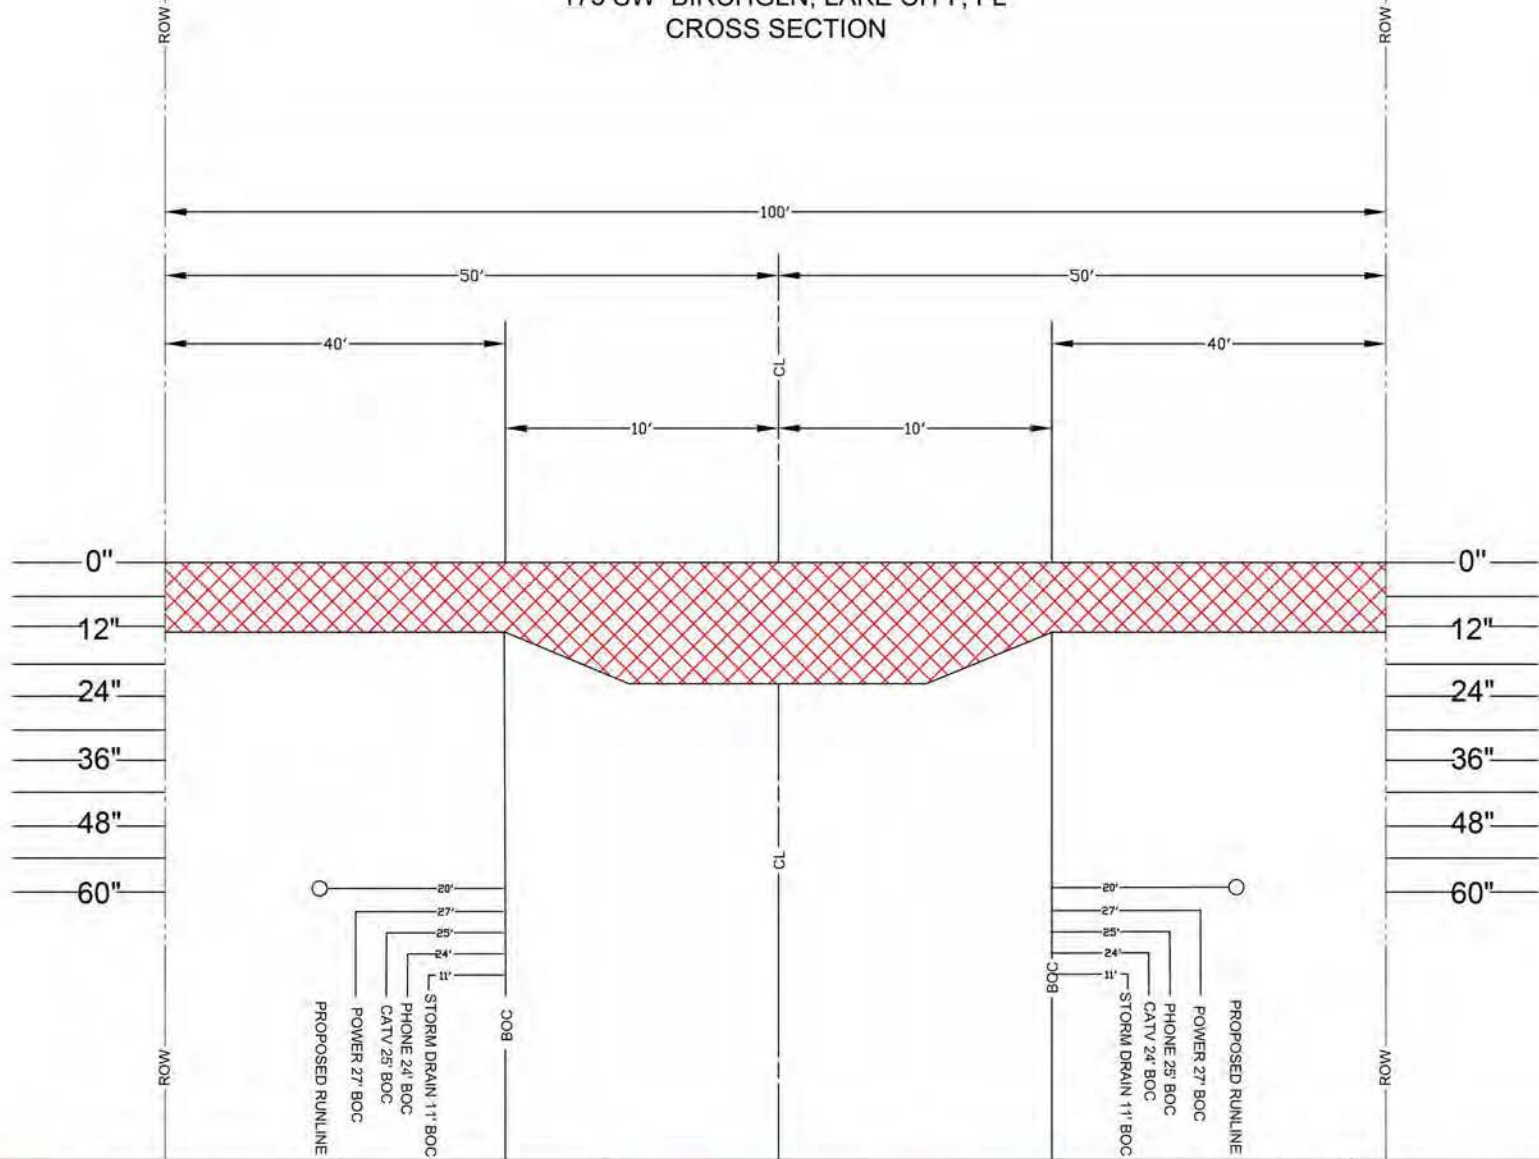 CROSS SECTION
ROW
ROW
100'
50'
50'
40'
40'
CL
10'
10'
0"
0"
12"
12"
24"
24"
36"
36"
48"
48"
CL
60"
60"
20'
20'
27'
27'
25'
25'
24'
24'
11'
11'
BOC
BOC
PROPOSED RUNLINE
POWER 27' BOC
CATV 25' BOC
PHONE 24' BOC
STORM DRAIN 11' BOC
STORM DRAIN 11' BOC
CATV 24' BOC
PHONE 25' BOC
POWER 27' BOC
PROPOSED RUNLINE
ROW
ROW